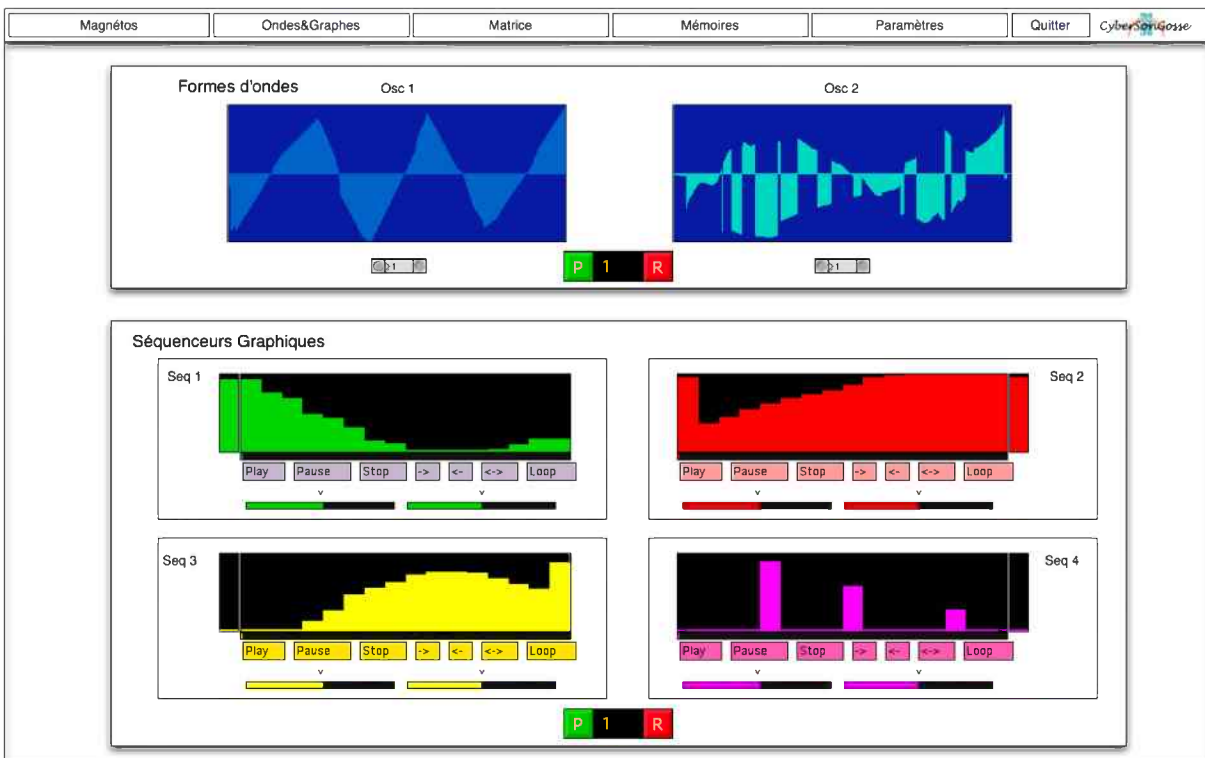 Magnétos Ondes&Graphes Matrice Mémoires Paramètres Quitter CyberSonGosse
Formes d'ondes Osc 1 Osc 2
1 1
P 1 R
Séquenceurs Graphiques
Seq 1 Seq 2
Play Pause Stop -> <- <-> Loop Play Pause Stop -> <- <-> Loop
v v v v
Seq 3 Seq 4
Play Pause Stop -> <- <-> Loop Play Pause Stop -> <- <-> Loop
v v v v
P 1 R